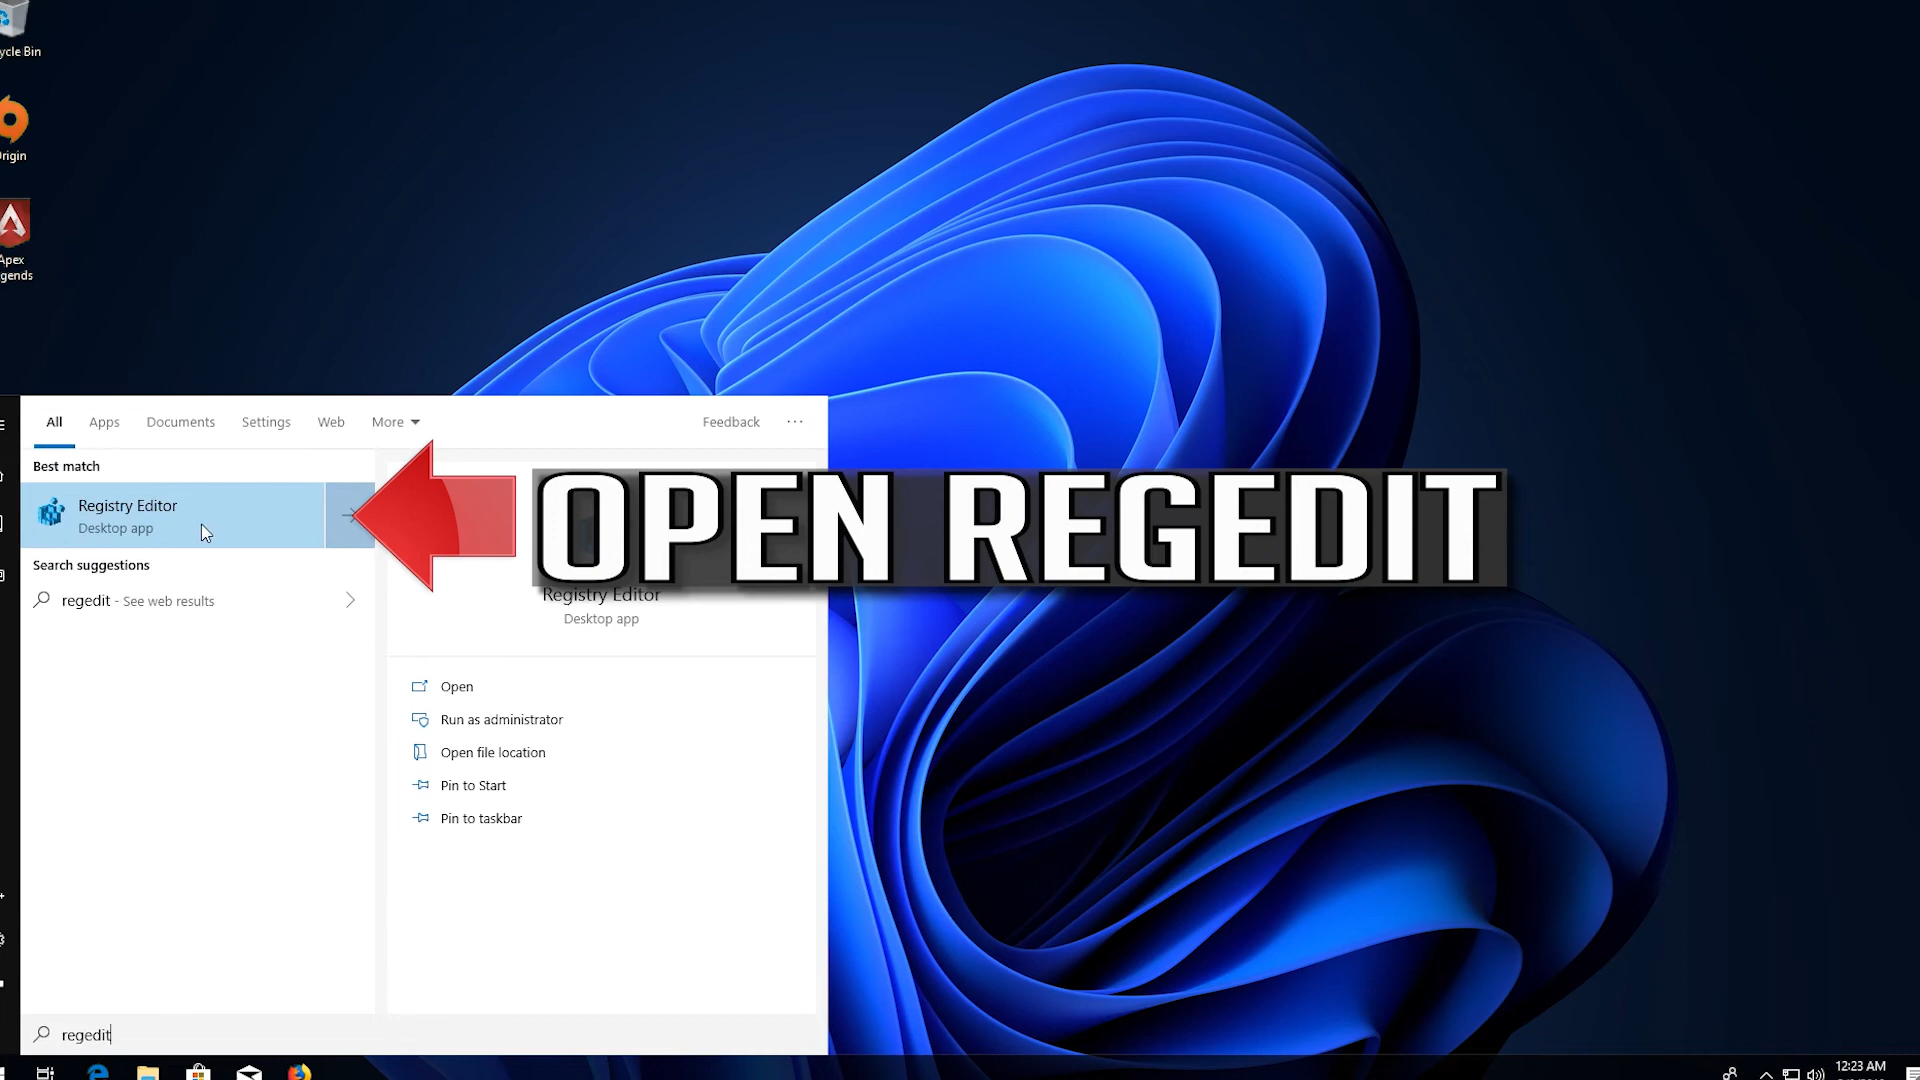 ycle Bin
Origin
Apex
gends
All Apps Documents Settings Web More Feedback ...
Best match
Registry Editor
Desktop app
Search suggestions
regedit - See web results
OPEN REGEDIT
Registry Editor
Desktop app
Open
Run as administrator
Open file location
Pin to Start
Pin to taskbar
regedit
12:23 AM